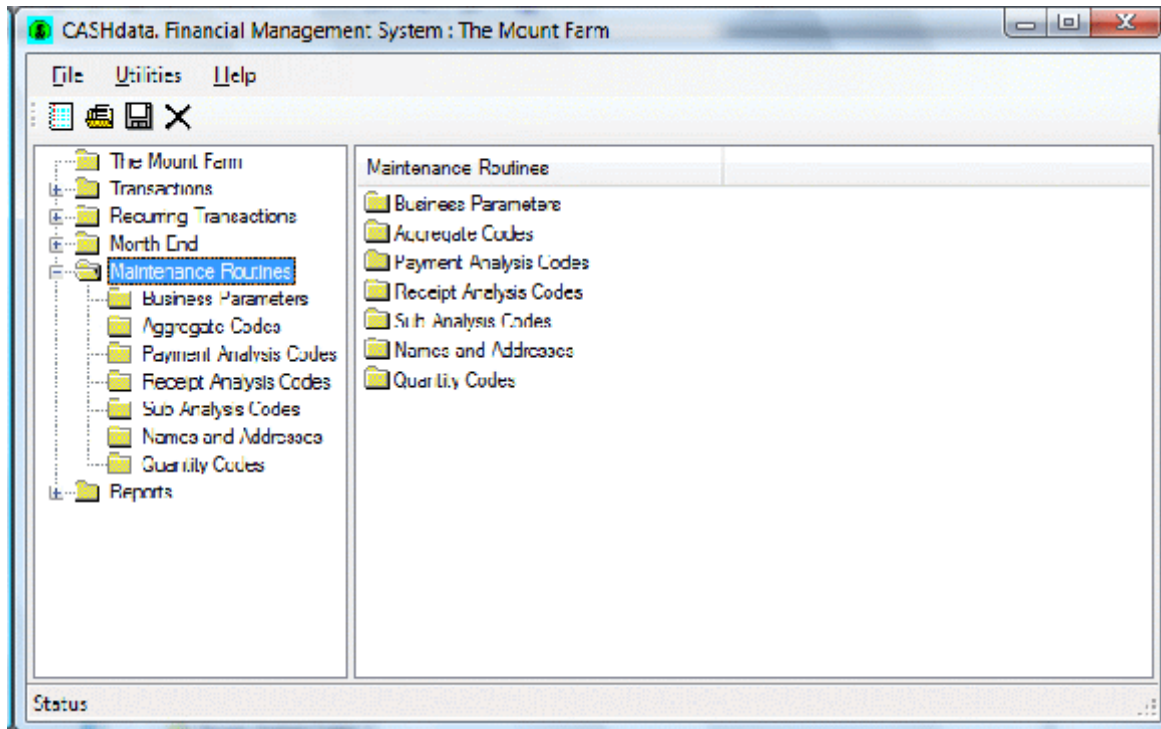 CASHdata. Financial Management System : The Mount Farm
File Utilities Help
The Mount Farm
Transactions
Recurring Transactions
Month End
Maintenance Routines
Business Parameters
Aggregate Codes
Payment Analysis Codes
Receipt Analysis Codes
Sub Analysis Codes
Names and Addresses
Quantity Codes
Reports
Maintenance Routines
Business Parameters
Aggregate Codes
Payment Analysis Codes
Receipt Analysis Codes
Sub Analysis Codes
Names and Addresses
Quantity Codes
Status